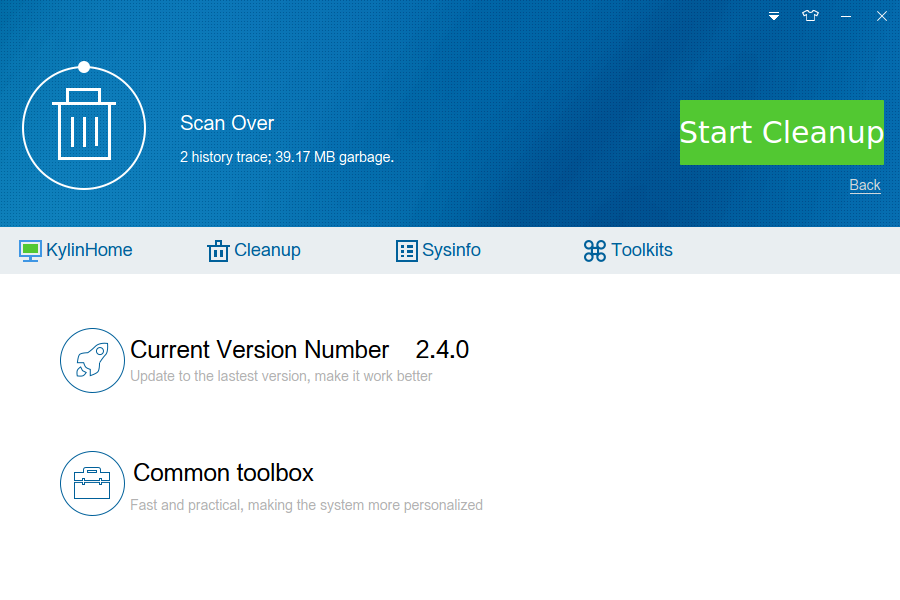 Scan Over
2 history trace; 39.17 MB garbage.
Start Cleanup
Back
KylinHome
Cleanup
Sysinfo
Toolkits
Current Version Number 2.4.0
Update to the lastest version, make it work better
Common toolbox
Fast and practical, making the system more personalized